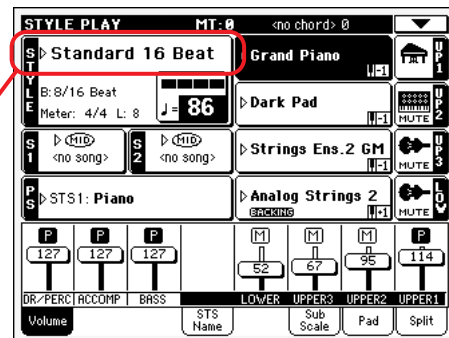 STYLE PLAY MT:0 <no chord> 0
STYLE
Standard 16 Beat
B:8/16 Beat
Meter: 4/4 L: 8
♩= 86
S1 MID <no song>
S2 MID <no song>
PS STS1: Piano
Grand Piano -1 UP1
Dark Pad -1 MUTE UP2
Strings Ens.2 GM -1 MUTE UP3
Analog Strings 2 BACKING +1 MUTE LOW
P P P M M M P
127 127 127 52 67 95 114
DR/PERC ACCOMP BASS LOWER UPPER3 UPPER2 UPPER1
Volume
STS Name
Sub Scale
Pad
Split